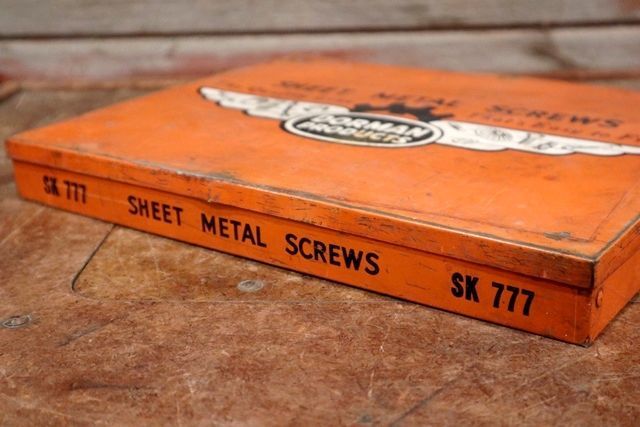 SHEET METAL SCREWS
DORMAN
PRODUCTS
SK 777 SHEET METAL SCREWS SK 777